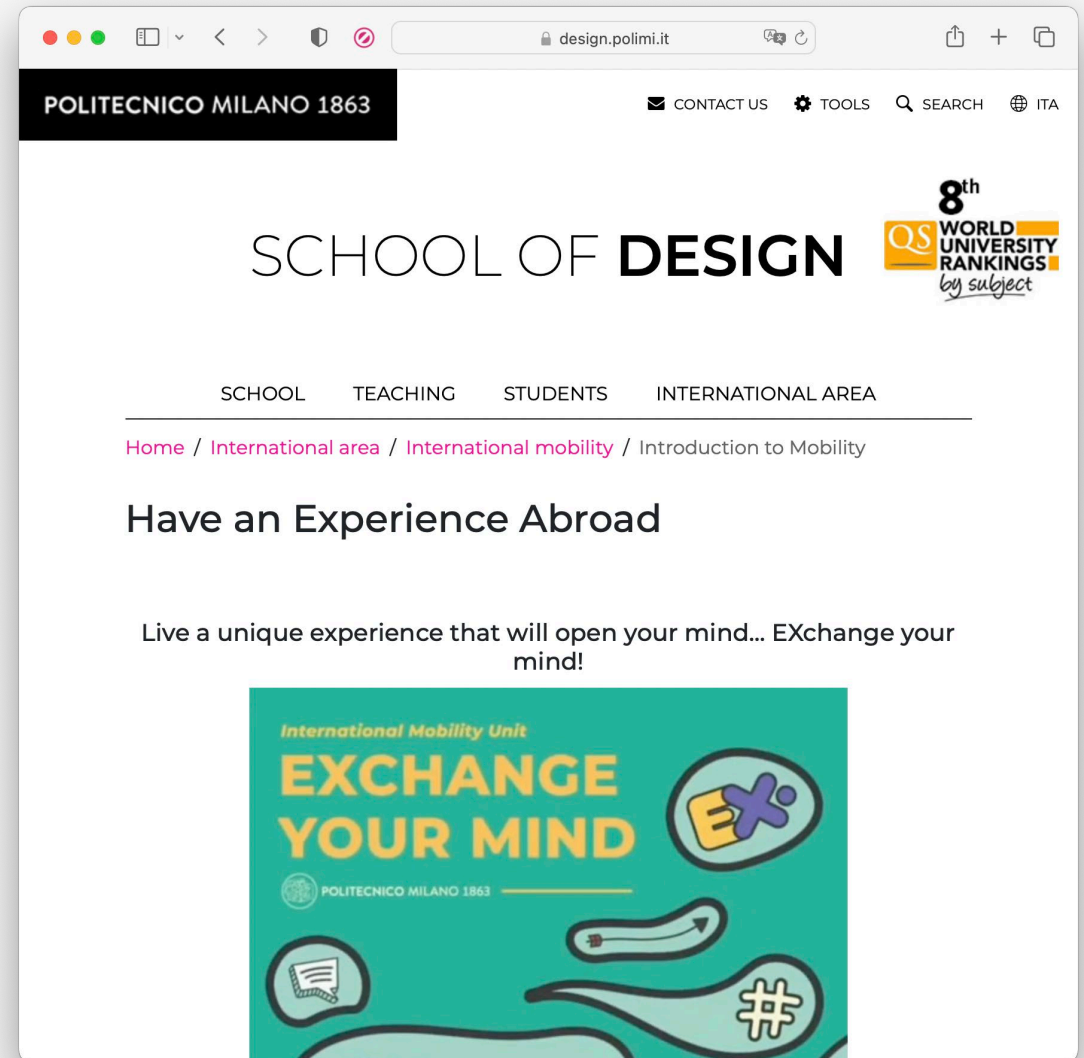 design.polimi.it
POLITECNICO MILANO 1863
CONTACT US TOOLS SEARCH ITA
8th
QS WORLD
UNIVERSITY
RANKINGS
by subject
SCHOOL OF DESIGN
SCHOOL TEACHING STUDENTS INTERNATIONAL AREA
Home / International area / International mobility / Introduction to Mobility
Have an Experience Abroad
Live a unique experience that will open your mind... EXchange your
mind!
International Mobility Unit
EXCHANGE
YOUR MIND
EX
POLITECNICO MILANO 1863
#